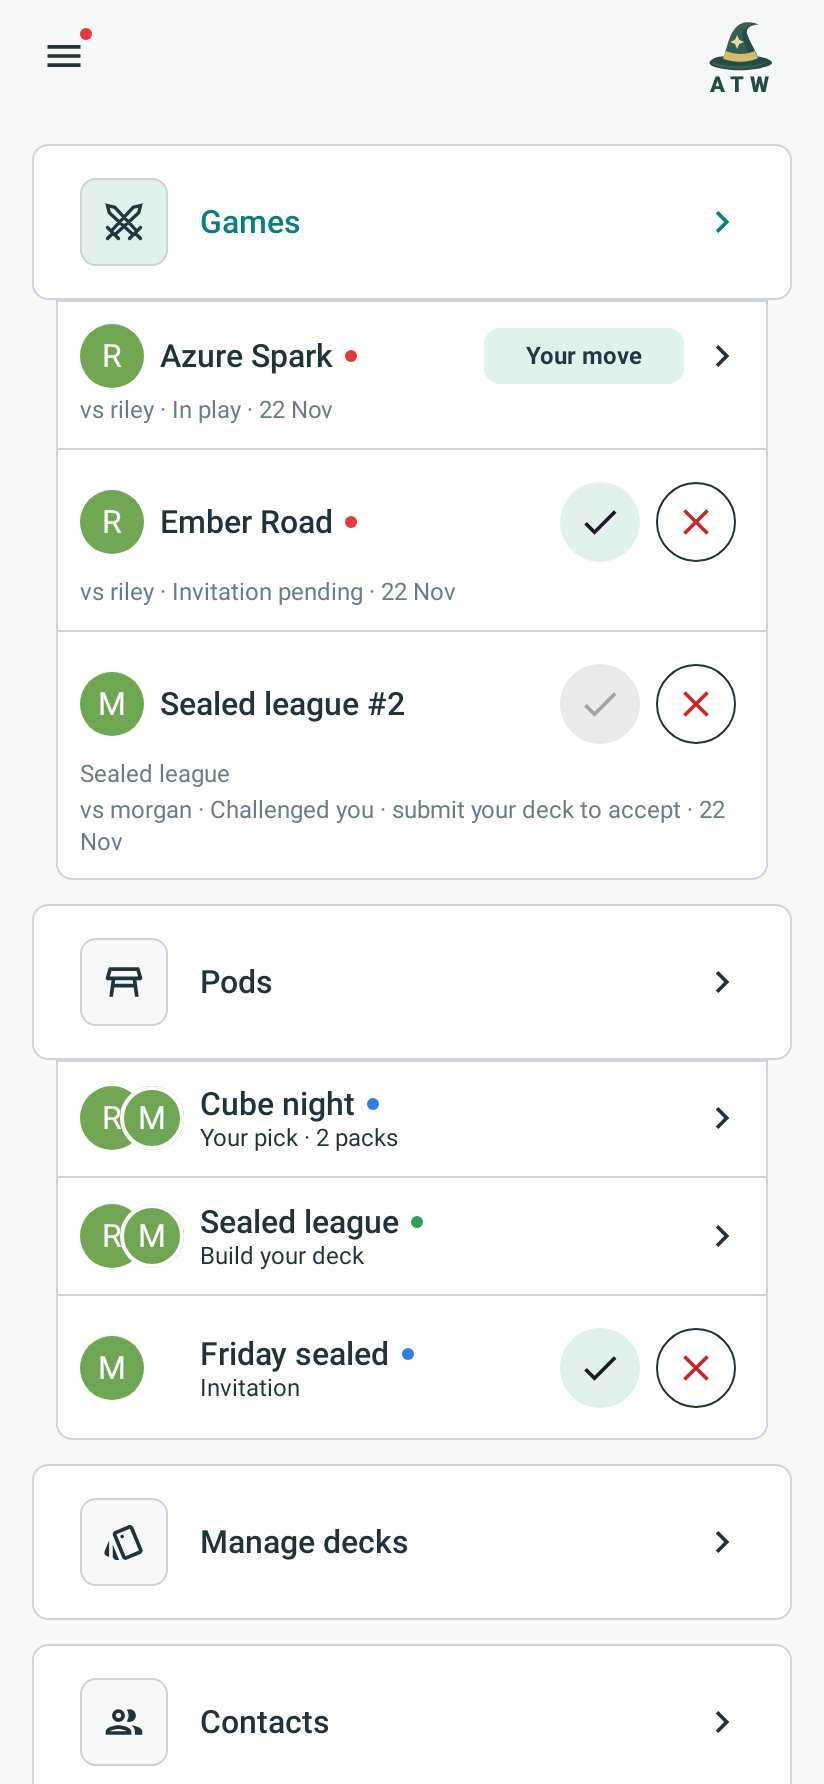 ATW
Games
R
Azure Spark
Your move
vs riley · In play · 22 Nov
R
Ember Road
vs riley · Invitation pending · 22 Nov
M
Sealed league #2
Sealed league
vs morgan · Challenged you · submit your deck to accept · 22
Nov
Pods
R
M
Cube night
Your pick · 2 packs
R
M
Sealed league
Build your deck
M
Friday sealed
Invitation
Manage decks
Contacts